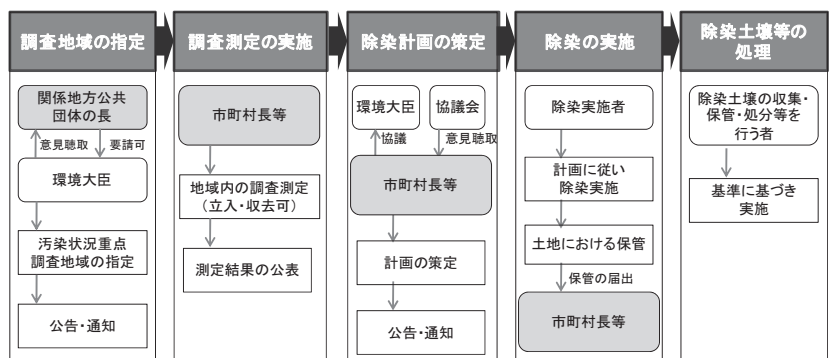 調査地域の指定
調査測定の実施
除染計画の策定
除染の実施
除染土壌等の
処理
関係地方公共
団体の長
意見聴取
要請可
環境大臣
汚染状況重点
調査地域の指定
公告・通知
市町村長等
地域内の調査測定
(立入・収去可)
測定結果の公表
環境大臣
協議会
協議
意見聴取
市町村長等
計画の策定
公告・通知
除染実施者
計画に従い
除染実施
土地における保管
保管の届出
市町村長等
除染土壌の収集・
保管・処分等を
行う者
基準に基づき
実施